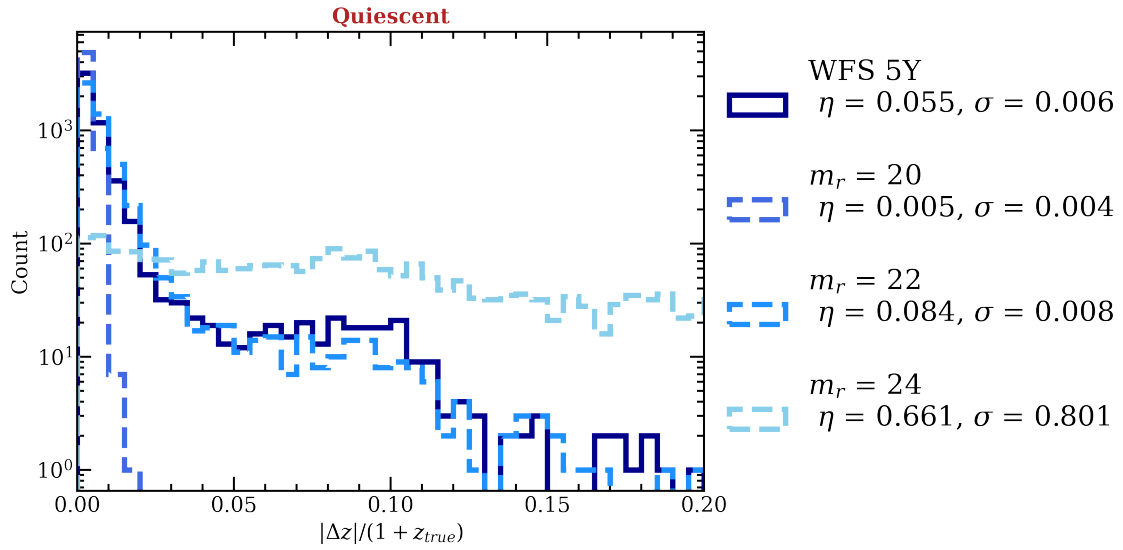 Quiescent
10³
10²
10¹
10⁰
Count
0.00 0.05 0.10 0.15 0.20
|Δz|/(1 + z_true)
WFS 5Y
η = 0.055, σ = 0.006
m_r = 20
η = 0.005, σ = 0.004
m_r = 22
η = 0.084, σ = 0.008
m_r = 24
η = 0.661, σ = 0.801